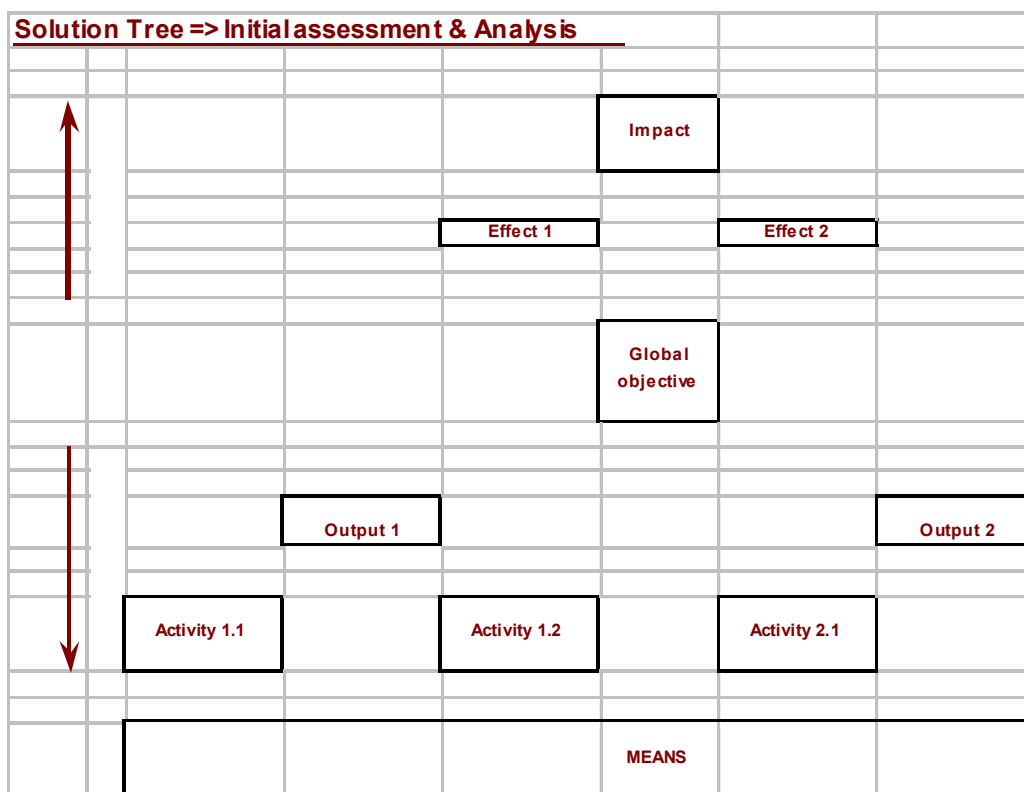 Solution Tree => Initial assessment & Analysis
Impact
Effect 1 Effect 2
Global
objective
Output 1 Output 2
Activity 1.1 Activity 1.2 Activity 2.1
MEANS